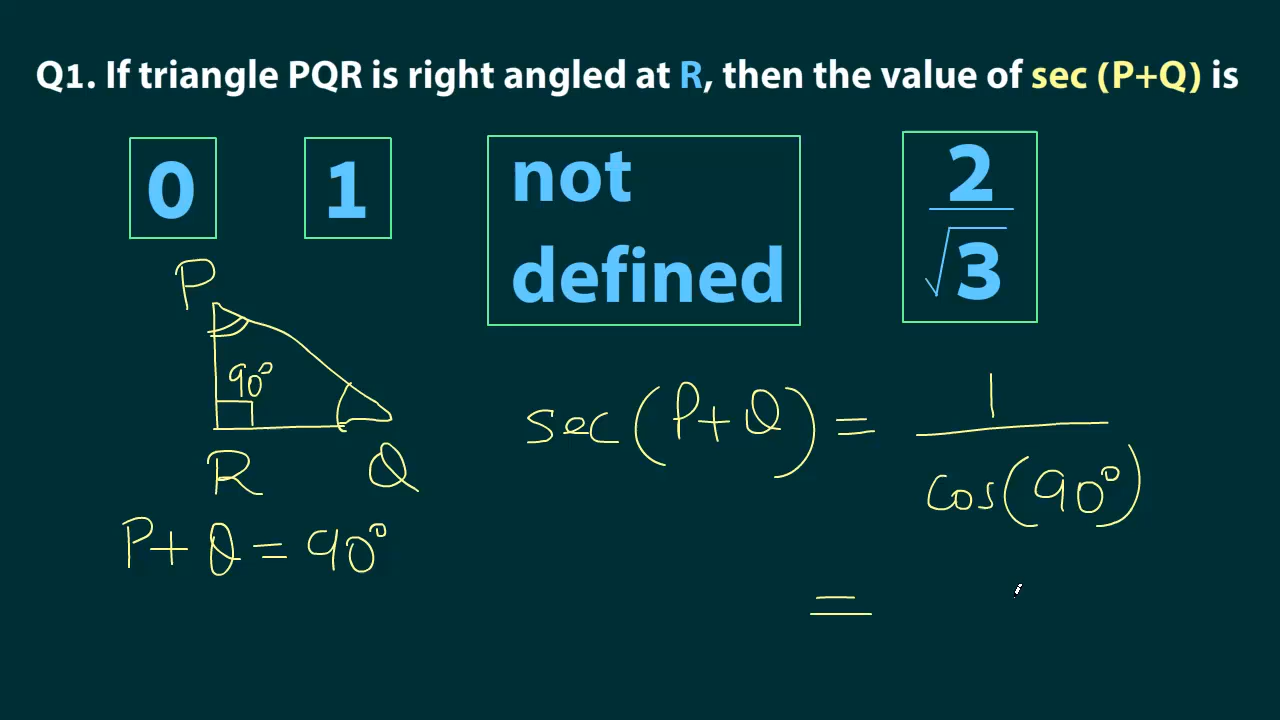 Q1. If triangle PQR is right angled at R, then the value of sec (P+Q) is
0
1
not
defined
2
√3
P
90°
R
Q
P+Q=90°
sec(P+Q)=
1
cos(90°)
=